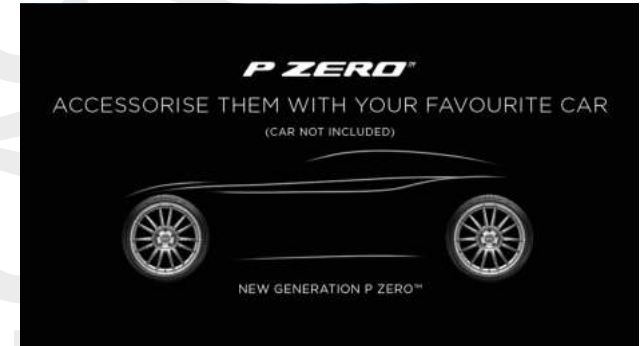 P ZERO™
ACCESSORISE THEM WITH YOUR FAVOURITE CAR
(CAR NOT INCLUDED)
NEW GENERATION P ZERO™